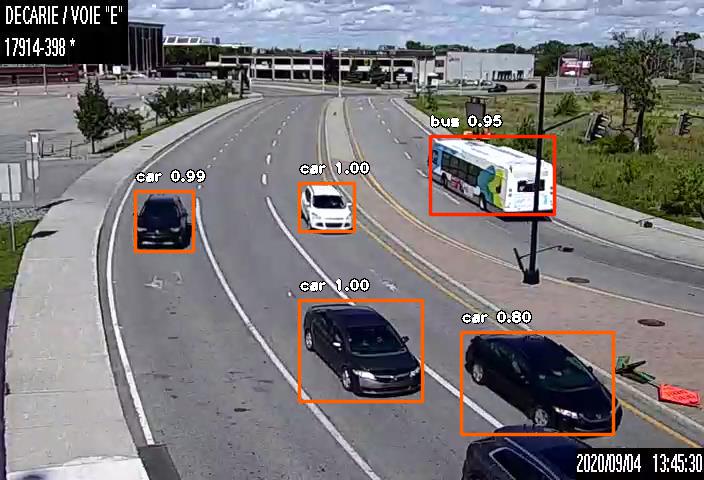 DECARIE / VOIE "E"
17914-398 *
bus 0.95
car 0.99
car 1.00
car 1.00
car 0.80
2020/09/04 13:45:30